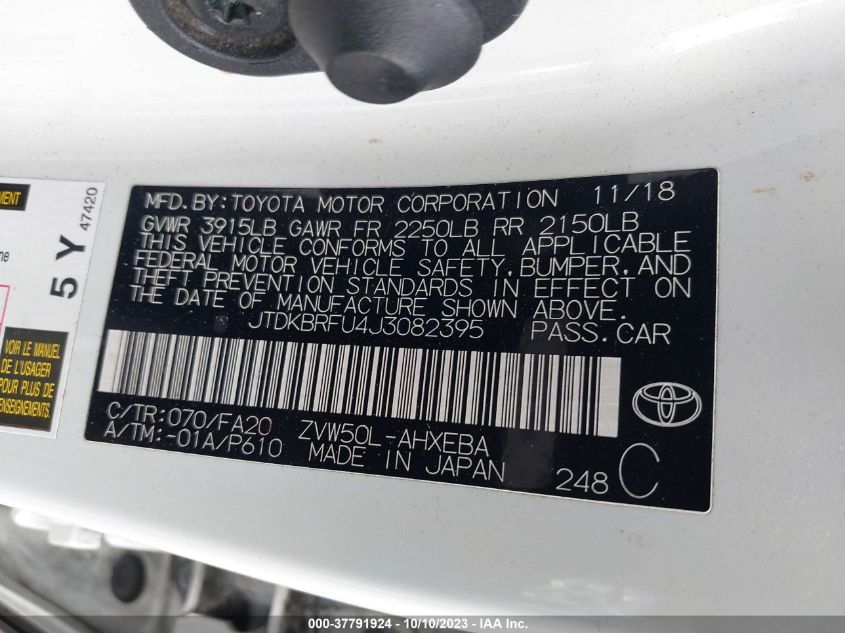 MENT
ne
5 Y
47420
VOIR LE MANUEL
DE L'USAGER
POUR PLUS DE
RENSEIGNEMENTS.
MFD. BY: TOYOTA MOTOR CORPORATION 11/18
GVWR 3915LB GAWR FR 2250LB RR 2150LB
THIS VEHICLE CONFORMS TO ALL APPLICABLE
FEDERAL MOTOR VEHICLE SAFETY, BUMPER, AND
THEFT PREVENTION STANDARDS IN EFFECT ON
THE DATE OF MANUFACTURE SHOWN ABOVE.
JTDKBRFU4J3082395 PASS. CAR
C/TR: 070/FA20 ZVW50L-AHXEBA
A/TM: -01A/P610 MADE IN JAPAN
248 C
000-37791924 - 10/10/2023 - IAA Inc.